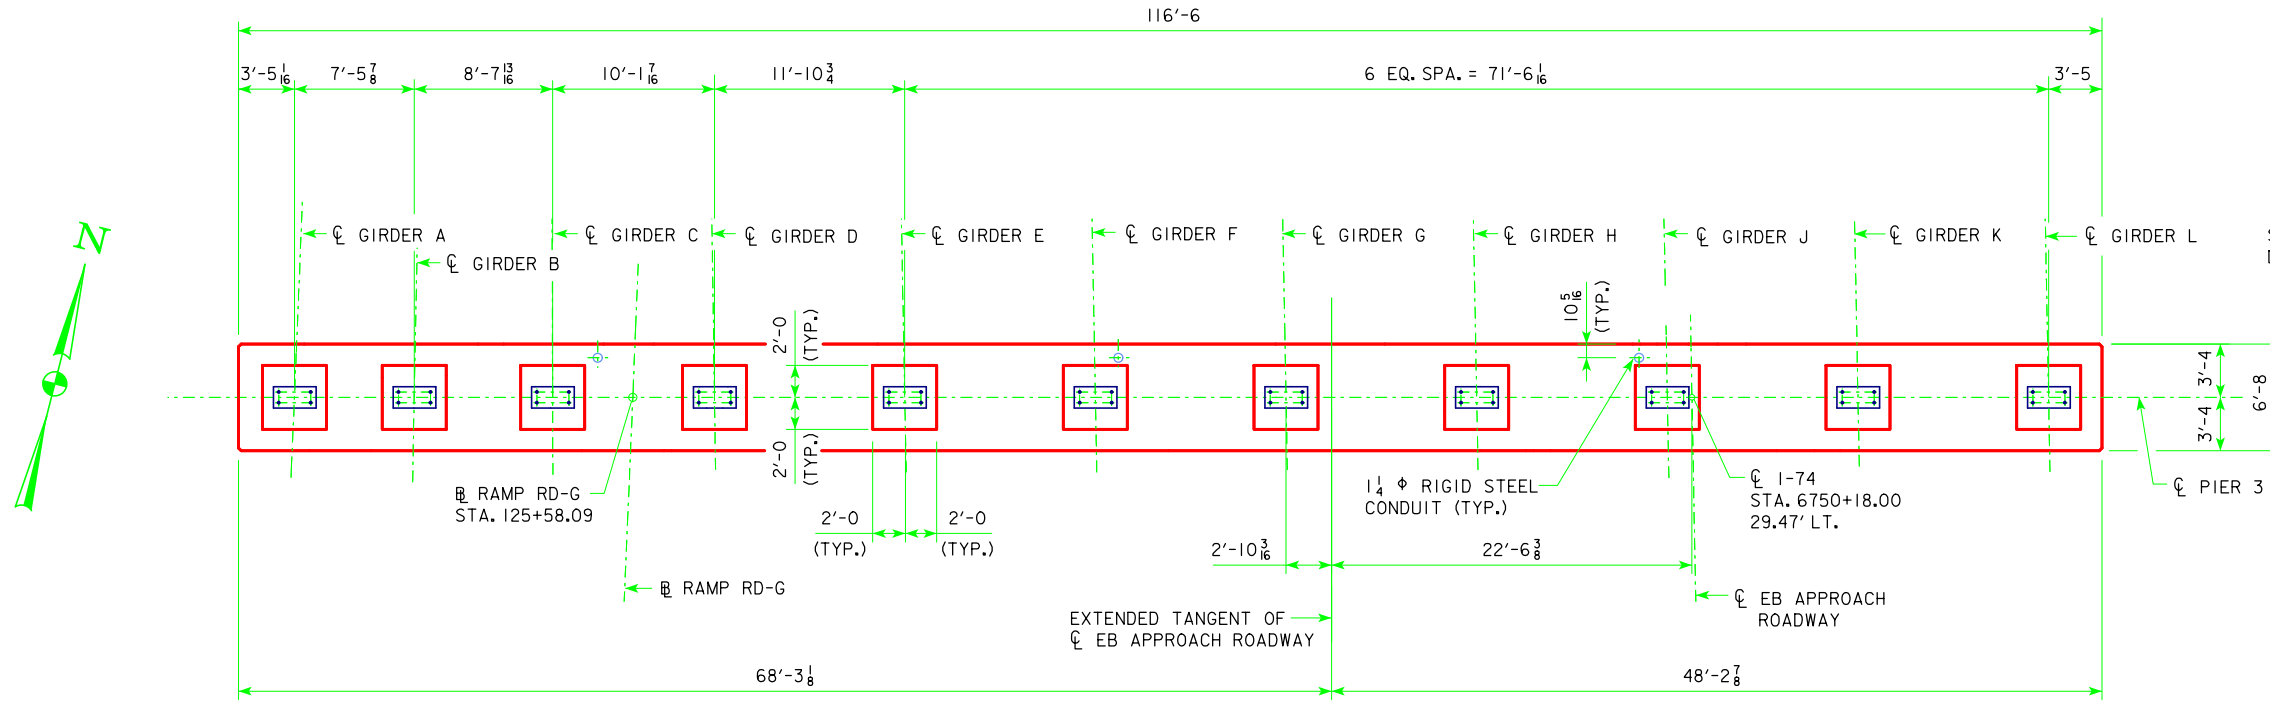 116'-6
3'-5 1/16
7'-5 7/8
8'-7 13/16
10'-1 7/16
11'-10 3/4
6 EQ. SPA. = 71'-6 1/16
3'-5
N
℄ GIRDER A
℄ GIRDER B
℄ GIRDER C
℄ GIRDER D
℄ GIRDER E
℄ GIRDER F
℄ GIRDER G
℄ GIRDER H
℄ GIRDER J
℄ GIRDER K
℄ GIRDER L
2'-0
(TYP.)
10 5/16
(TYP.)
3'-4
3'-4
6'-8
2'-0
(TYP.)
BL RAMP RD-G
STA. 125+58.09
2'-0
(TYP.)
2'-0
(TYP.)
1 1/4 ɸ RIGID STEEL
CONDUIT (TYP.)
℄ I-74
STA. 6750+18.00
29.47' LT.
℄ PIER 3
2'-10 3/16
22'-6 3/8
BL RAMP RD-G
℄ EB APPROACH
ROADWAY
EXTENDED TANGENT OF
℄ EB APPROACH ROADWAY
68'-3 1/8
48'-2 7/8